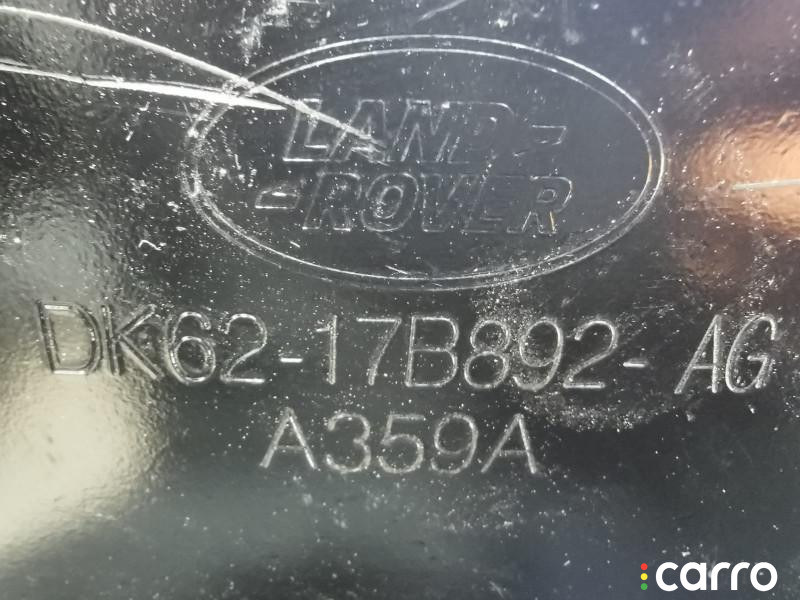 LAND-
-ROVER
DK62-17B892-AG
A359A
carro